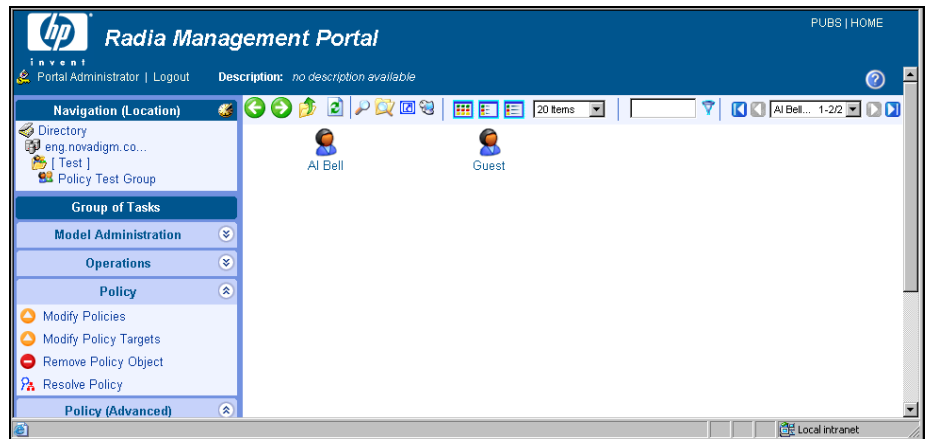 PUBS | HOME
hp
invent
Radia Management Portal
Portal Administrator | Logout
Description: no description available
Navigation (Location)
20 Items
Al Bell... 1-2/2
Directory
eng.novadigm.co...
[ Test ]
Policy Test Group
Al Bell
Guest
Group of Tasks
Model Administration
Operations
Policy
Modify Policies
Modify Policy Targets
Remove Policy Object
Resolve Policy
Policy (Advanced)
Local intranet